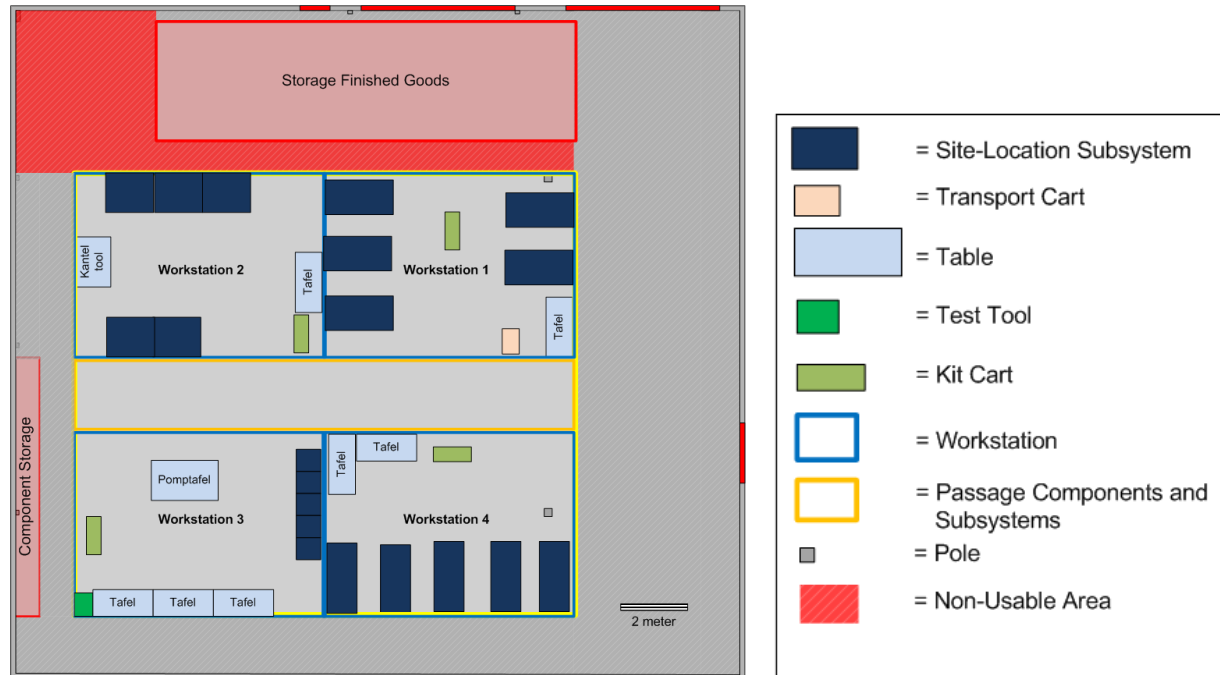 Storage Finished Goods
Kantel
tool
Workstation 2
Tafel
Workstation 1
Tafel
Component Storage
Pomptafel
Workstation 3
Tafel
Tafel
Tafel
Tafel
Tafel
Workstation 4
2 meter
= Site-Location Subsystem
= Transport Cart
= Table
= Test Tool
= Kit Cart
= Workstation
= Passage Components and
Subsystems
= Pole
= Non-Usable Area